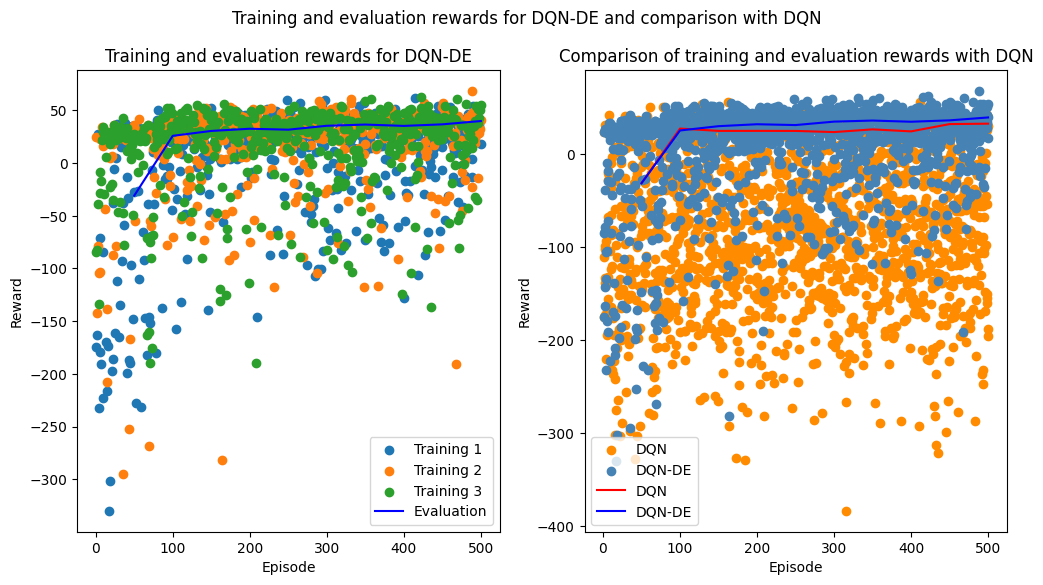 Training and evaluation rewards for DQN-DE and comparison with DQN
Training and evaluation rewards for DQN-DE
50
0
−50
−100
−150
−200
−250
−300
Reward
0 100 200 300 400 500
Episode
Training 1
Training 2
Training 3
Evaluation
Comparison of training and evaluation rewards with DQN
0
−100
−200
−300
−400
Reward
0 100 200 300 400 500
Episode
DQN
DQN-DE
DQN
DQN-DE